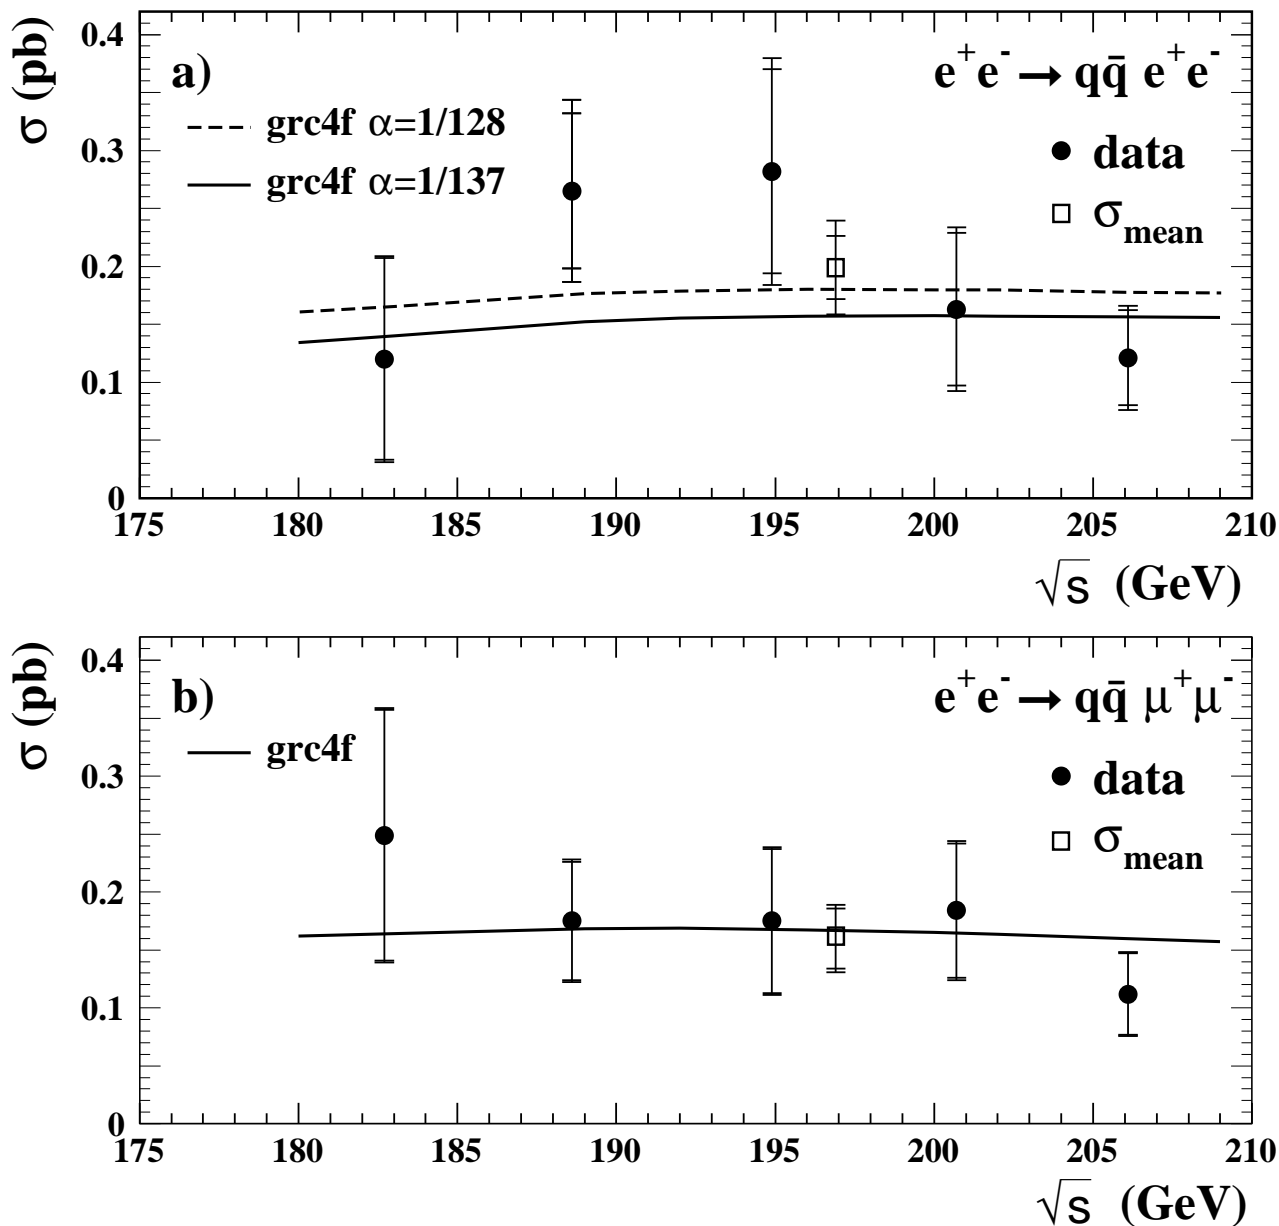 σ (pb)
0.4
0.3
0.2
0.1
0
a)
grc4f α=1/128
grc4f α=1/137
e⁺e⁻ → qq̄ e⁺e⁻
data
σmean
175 180 185 190 195 200 205 210
√s (GeV)
σ (pb)
0.4
0.3
0.2
0.1
0
b)
grc4f
e⁺e⁻ → qq̄ μ⁺μ⁻
data
σmean
175 180 185 190 195 200 205 210
√s (GeV)